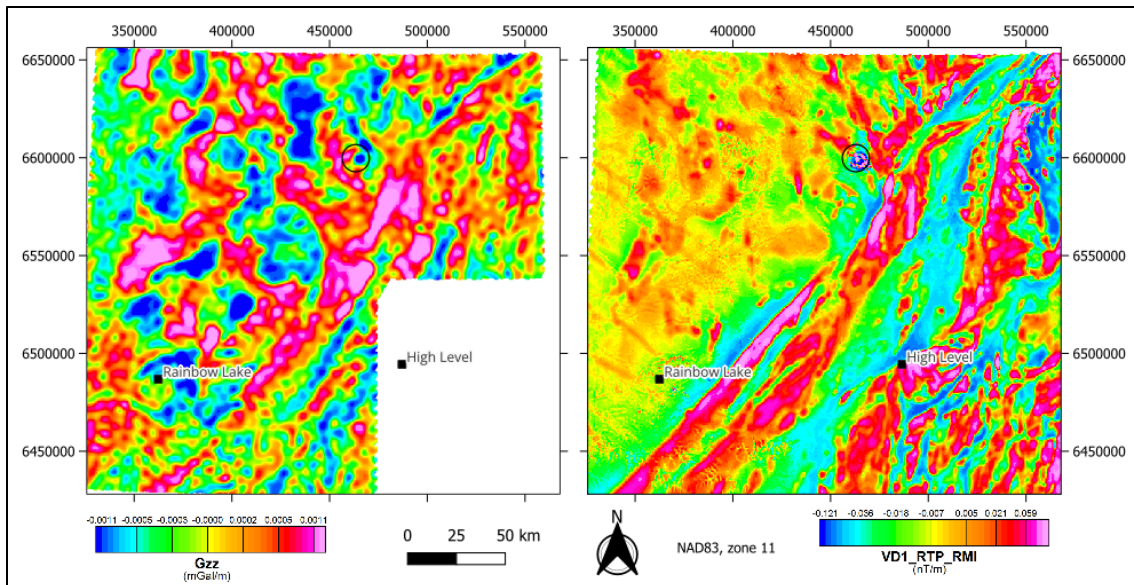 350000 400000 450000 500000 550000
350000 400000 450000 500000 550000
6650000
6650000
6600000
6600000
6550000
6550000
6500000
6500000
High Level
High Level
Rainbow Lake
Rainbow Lake
6450000
6450000
-0.0011 -0.0005 -0.0003 -0.0000 0.0005 0.0011
Gzz
(mGal/m)
0 25 50 km
N
NAD83, zone 11
-0.121 -0.036 -0.018 -0.007 0.005 0.021 0.059
VD1_RTP_RMI
(nT/m)